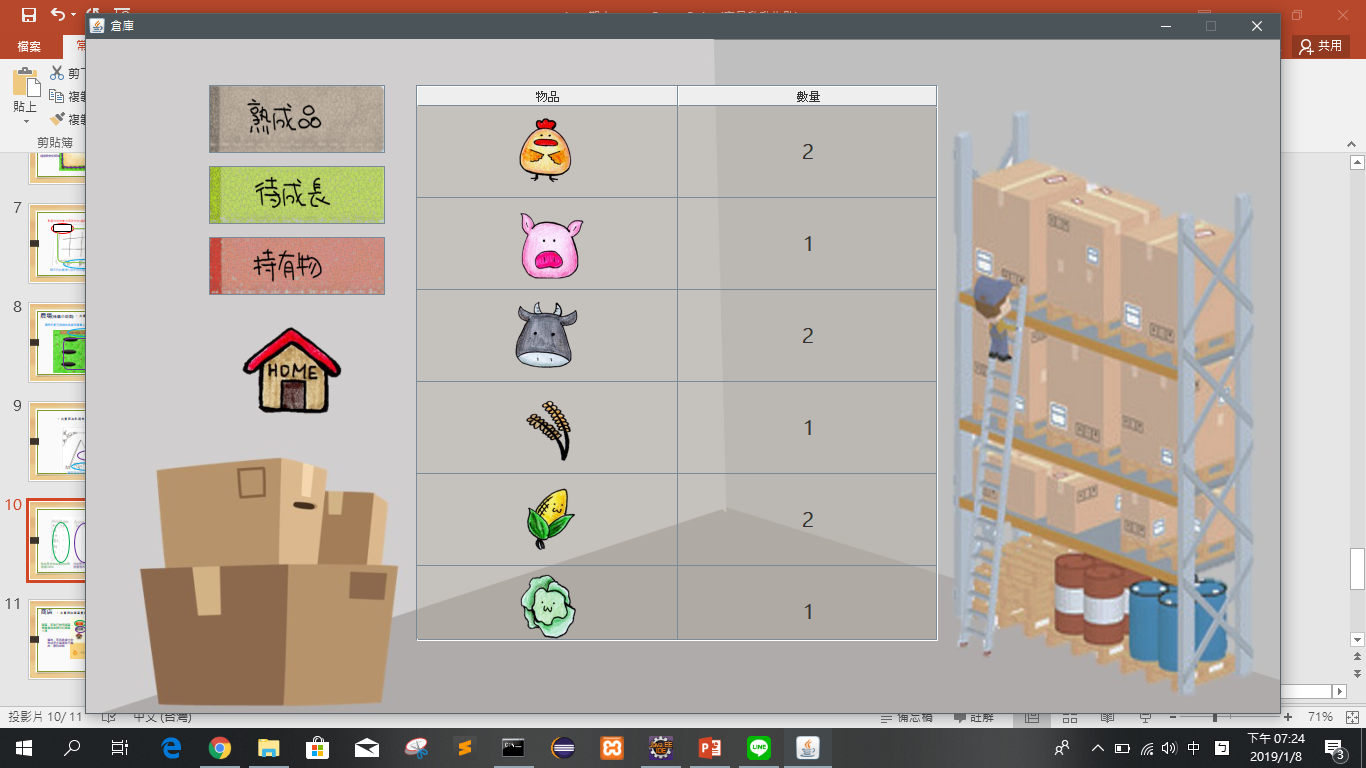 倉庫
檔案
共用
貼上
剪貼簿
熟成品
待成長
持有物
HOME
物品 數量
2
1
2
1
2
1
7
8
9
10
11
投影片 10/ 11
中文 (台灣)
備忘稿
註解
71%
中
下午 07:24
2019/1/8
3